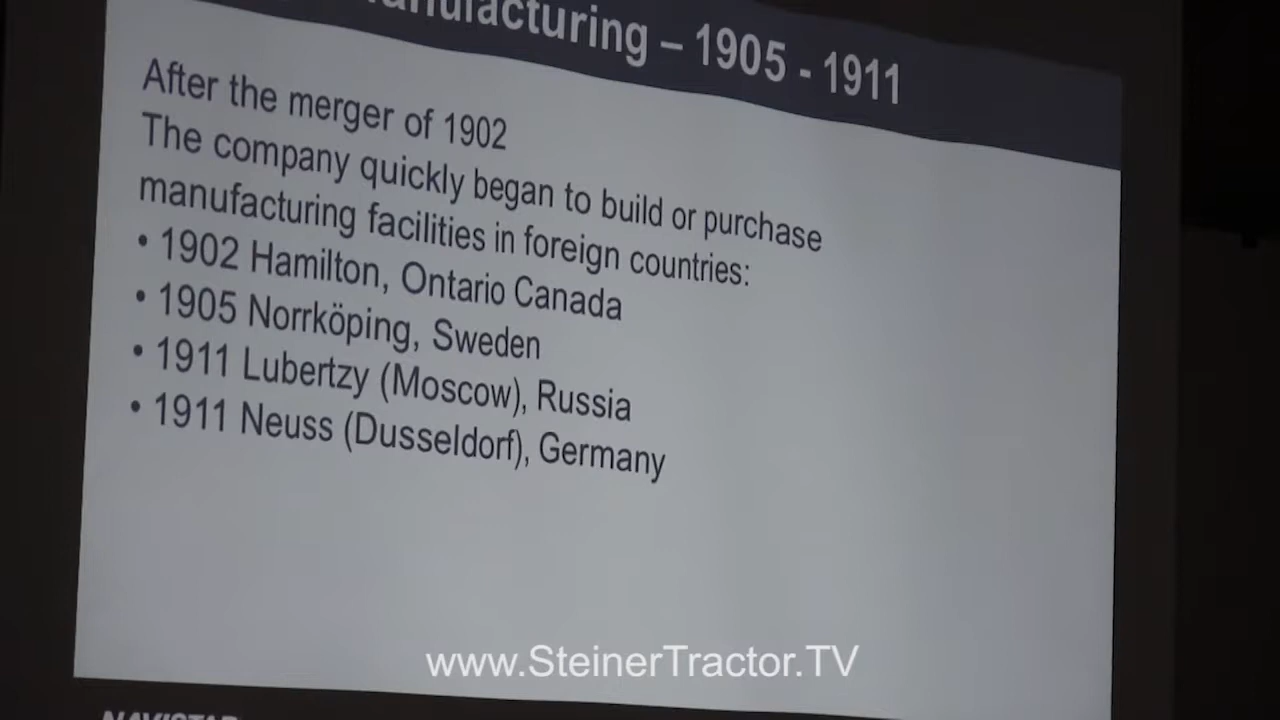 Manufacturing – 1905 - 1911
After the merger of 1902
The company quickly began to build or purchase
manufacturing facilities in foreign countries:
• 1902 Hamilton, Ontario Canada
• 1905 Norrköping, Sweden
• 1911 Lubertzy (Moscow), Russia
• 1911 Neuss (Dusseldorf), Germany
www.SteinerTractor.TV
NAVISTAR